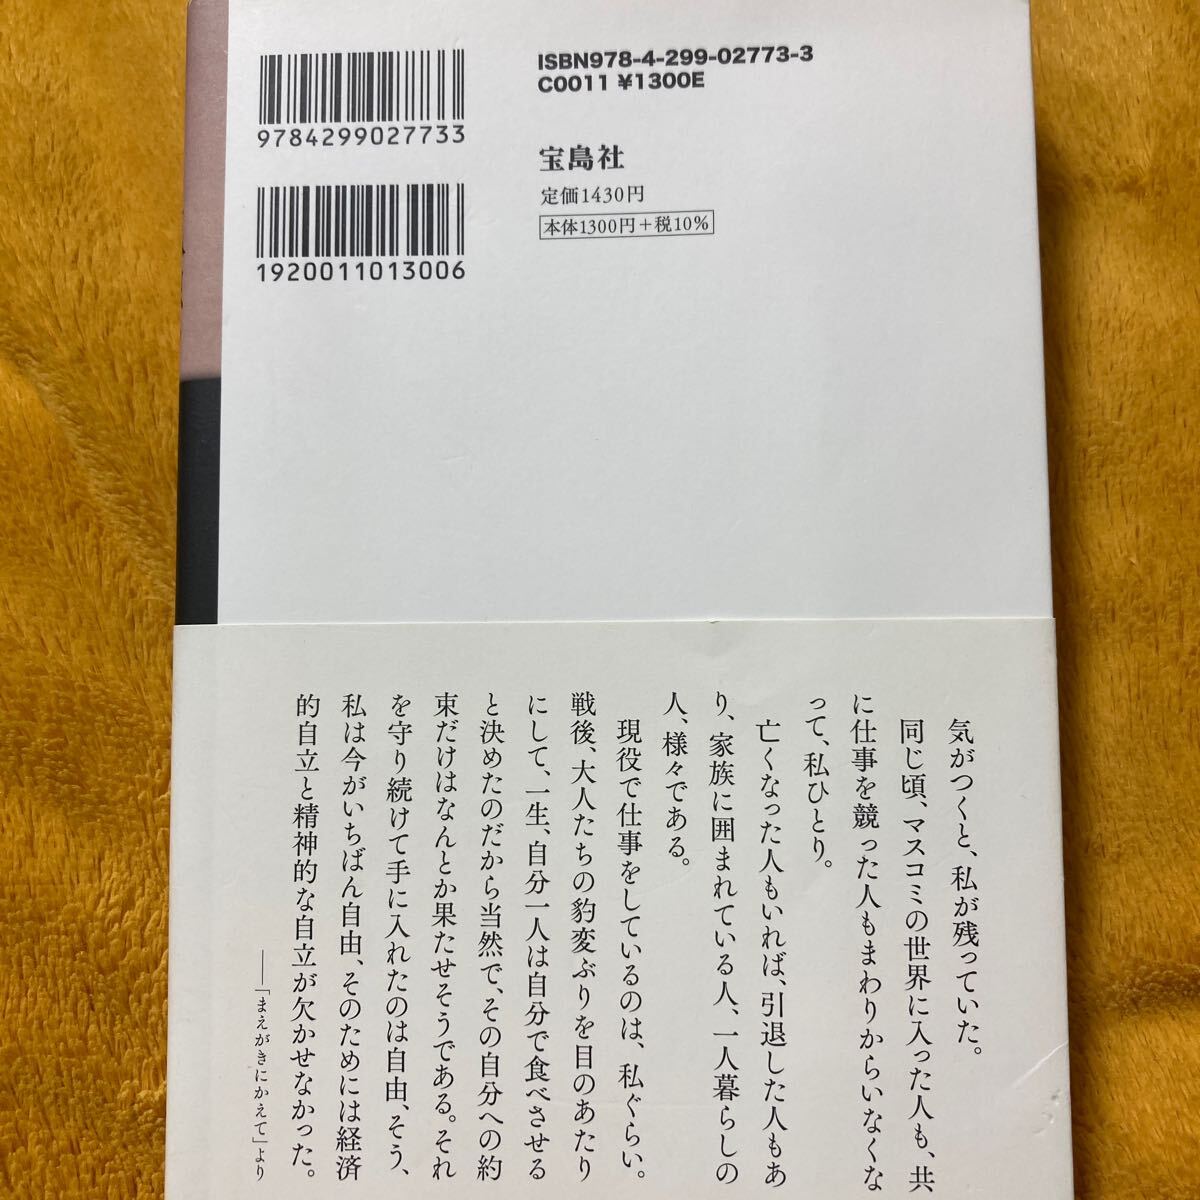 ISBN978-4-299-02773-3
C0011 ¥1300E
9784299027733
宝島社
定価1430円
本体1300円+税10%
1920011013006
気がつくと、私が残っていた。
同じ頃、マスコミの世界に入った人も、共
に仕事を競った人もまわりからいなくな
って、私ひとり。
亡くなった人もいれば、引退した人もあ
り、家族に囲まれている人、一人暮らしの
人、様々である。
現役で仕事をしているのは、私ぐらい。
戦後、大人たちの豹変ぶりを目のあたり
にして、一生、自分一人は自分で食べさせる
と決めたのだから当然で、その自分への約
束だけはなんとか果たせそうである。それ
を守り続けて手に入れたのは自由、そう、
私は今がいちばん自由、そのためには経済
的自立と精神的な自立が欠かせなかった。
——「まえがきにかえて」より